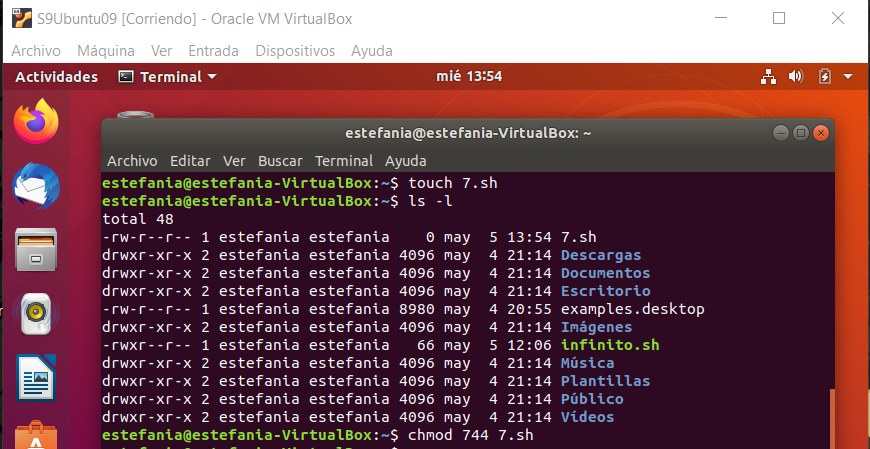 S9Ubuntu09 [Corriendo] - Oracle VM VirtualBox
Archivo Máquina Ver Entrada Dispositivos Ayuda
Actividades Terminal mié 13:54
estefania@estefania-VirtualBox: ~
Archivo Editar Ver Buscar Terminal Ayuda
estefania@estefania-VirtualBox:~$ touch 7.sh
estefania@estefania-VirtualBox:~$ ls -l
total 48
-rw-r--r-- 1 estefania estefania    0 may  5 13:54 7.sh
drwxr-xr-x 2 estefania estefania 4096 may  4 21:14 Descargas
drwxr-xr-x 2 estefania estefania 4096 may  4 21:14 Documentos
drwxr-xr-x 2 estefania estefania 4096 may  4 21:14 Escritorio
-rw-r--r-- 1 estefania estefania 8980 may  4 20:55 examples.desktop
drwxr-xr-x 2 estefania estefania 4096 may  4 21:14 Imágenes
-rwxr--r-- 1 estefania estefania   66 may  5 12:06 infinito.sh
drwxr-xr-x 2 estefania estefania 4096 may  4 21:14 Música
drwxr-xr-x 2 estefania estefania 4096 may  4 21:14 Plantillas
drwxr-xr-x 2 estefania estefania 4096 may  4 21:14 Público
drwxr-xr-x 2 estefania estefania 4096 may  4 21:14 Vídeos
estefania@estefania-VirtualBox:~$ chmod 744 7.sh